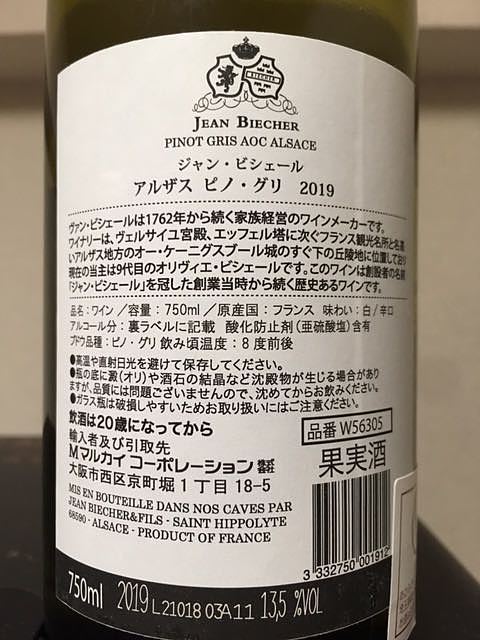 JEAN BIECHER
PINOT GRIS AOC ALSACE
ジャン・ビシェール
アルザス ピノ・グリ 2019
ヴァン・ビシェールは1762年から続く家族経営のワインメーカーです。
ワイナリーは、ヴェルサイユ宮殿、エッフェル塔に次ぐフランス観光名所と名高
いアルザス地方のオー・ケーニグスブール城のすぐ下の丘陵地に位置しており
現在の当主は9代目のオリヴィエ・ビシェールです。このワインは創設者の名前
「ジャン・ビシェール」を冠した創業当時から続く歴史あるワインです。
品名：ワイン／容量：750ml／原産国：フランス 味わい：白／辛口
アルコール分：裏ラベルに記載 酸化防止剤(亜硫酸塩)含有
ブドウ品種：ピノ・グリ 飲み頃温度：8度前後
●高温や直射日光を避けて保存してください。
●瓶の底に澱(オリ)や酒石の結晶など沈殿物が生じる場合があり
ますが、品質には問題ございませんので、沈めてからお飲みください。
●ガラス瓶は破損しやすいためお取り扱いにはご注意ください。
飲酒は20歳になってから
輸入者及び引取先
Mマルカイ コーポレーション 株式会社
大阪市西区京町堀1丁目18-5
品番 W56305
果実酒
MIS EN BOUTEILLE DANS NOS CAVES PAR
JEAN BIECHER&FILS - SAINT HIPPOLYTE
68590 - ALSACE - PRODUCT OF FRANCE
3 332750 001912
750ml 2019 L21018 03A11 13,5 %VOL